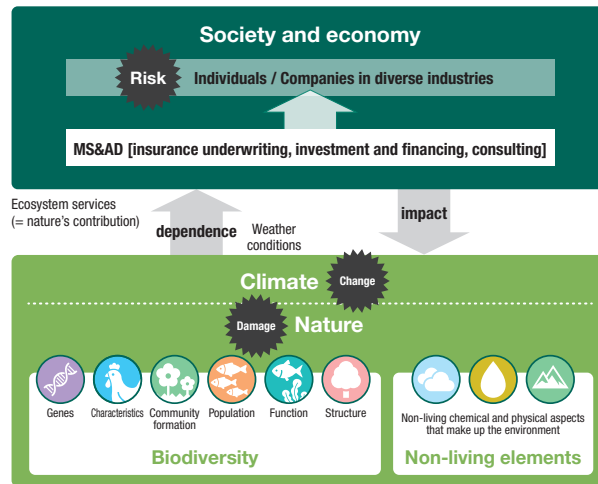 Society and economy
Risk
Individuals / Companies in diverse industries
MS&AD [insurance underwriting, investment and financing, consulting]
Ecosystem services
(= nature's contribution)
dependence
Weather
conditions
impact
Climate
Change
Damage
Nature
Genes
Characteristics
Community
formation
Population
Function
Structure
Biodiversity
Non-living chemical and physical aspects
that make up the environment
Non-living elements